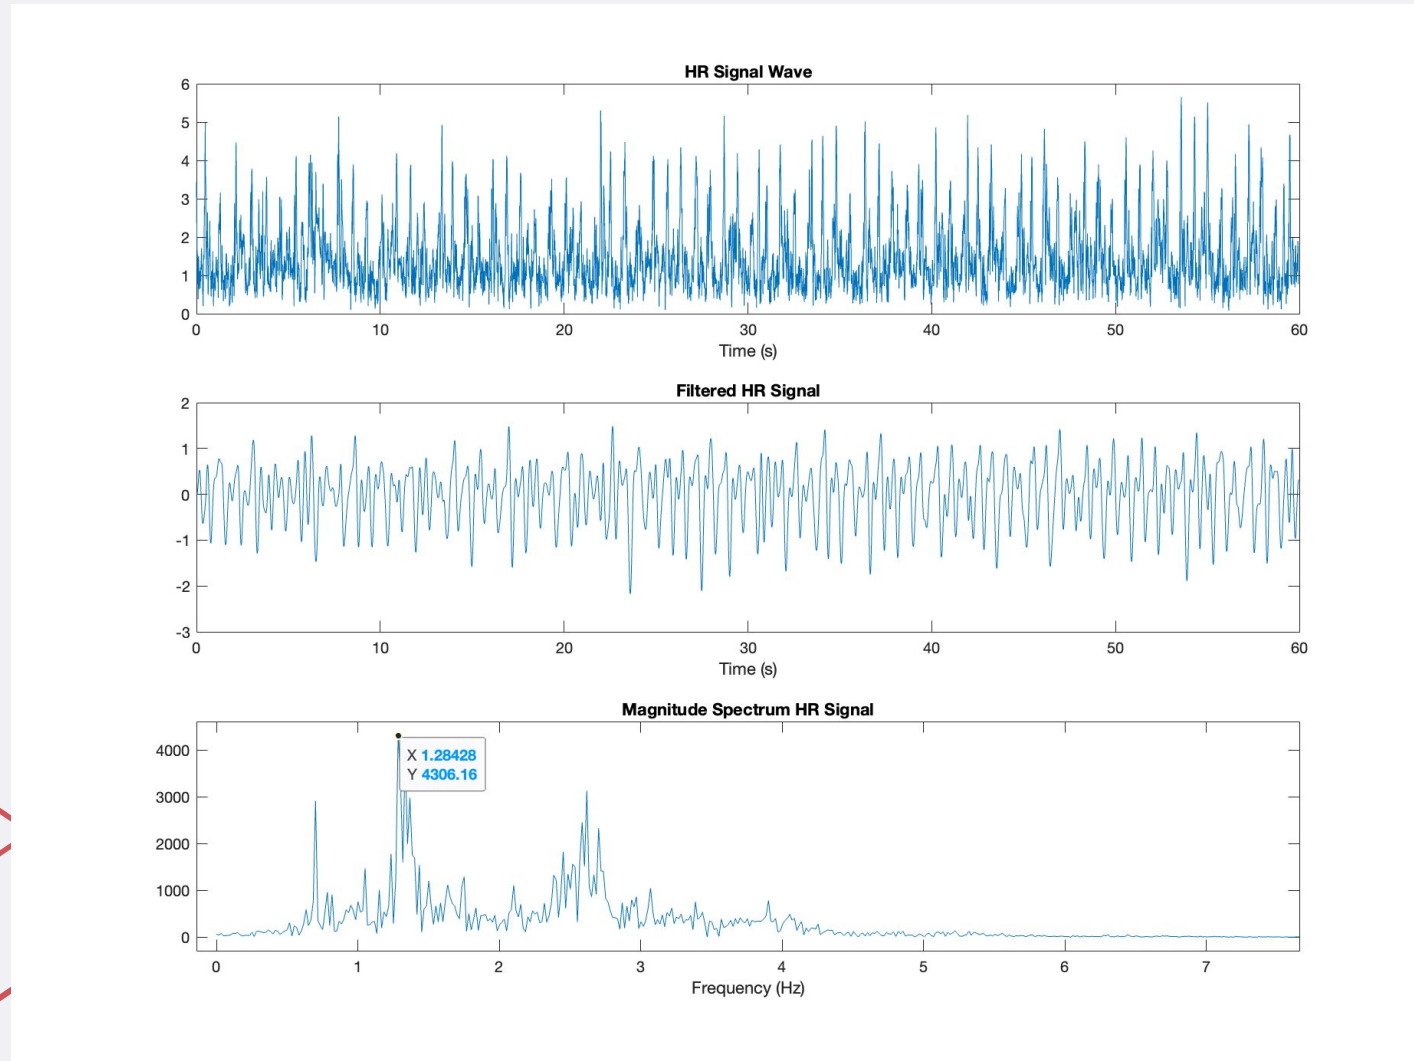 HR Signal Wave
6
5
4
3
2
1
0
0 10 20 30 40 50 60
Time (s)
Filtered HR Signal
2
1
0
-1
-2
-3
0 10 20 30 40 50 60
Time (s)
Magnitude Spectrum HR Signal
4000
3000
2000
1000
0
X 1.28428
Y 4306.16
0 1 2 3 4 5 6 7
Frequency (Hz)